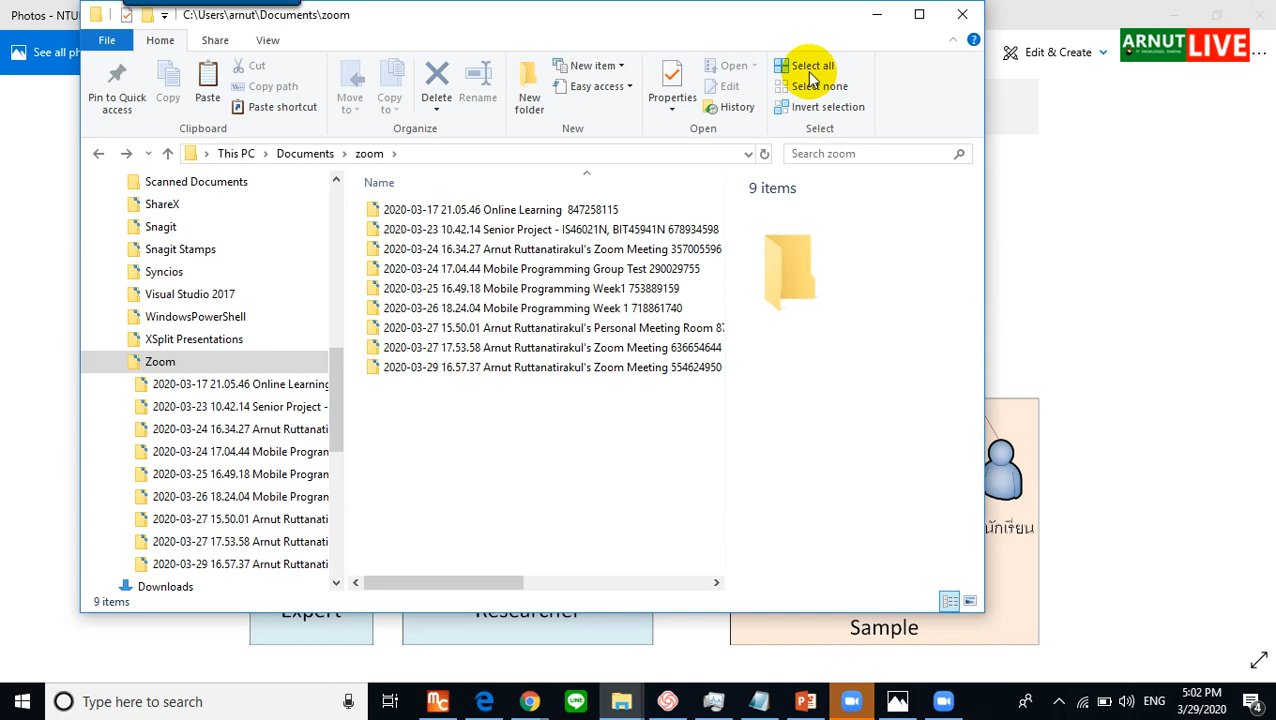 Photos - NTU
C:\Users\arnut\Documents\zoom
See all ph
Edit & Create
ARNUT LIVE
File
Home
Share
View
Pin to Quick access
Copy
Paste
Cut
Copy path
Paste shortcut
Clipboard
Move to
Copy to
Delete
Rename
Organize
New folder
New item
Easy access
New
Properties
Open
Edit
History
Open
Select all
Select none
Invert selection
Select
This PC
Documents
zoom
Search zoom
Scanned Documents
ShareX
Snagit
Snagit Stamps
Syncios
Visual Studio 2017
WindowsPowerShell
XSplit Presentations
Zoom
2020-03-17 21.05.46 Online Learning
2020-03-23 10.42.14 Senior Project -
2020-03-24 16.34.27 Arnut Ruttanati
2020-03-24 17.04.44 Mobile Program
2020-03-25 16.49.18 Mobile Program
2020-03-26 18.24.04 Mobile Program
2020-03-27 15.50.01 Arnut Ruttanati
2020-03-27 17.53.58 Arnut Ruttanati
2020-03-29 16.57.37 Arnut Ruttanati
Downloads
Name
2020-03-17 21.05.46 Online Learning 847258115
2020-03-23 10.42.14 Senior Project - IS46021N, BIT45941N 678934598
2020-03-24 16.34.27 Arnut Ruttanatirakul's Zoom Meeting 357005596
2020-03-24 17.04.44 Mobile Programming Group Test 290029755
2020-03-25 16.49.18 Mobile Programming Week1 753889159
2020-03-26 18.24.04 Mobile Programming Week 1 718861740
2020-03-27 15.50.01 Arnut Ruttanatirakul's Personal Meeting Room 87
2020-03-27 17.53.58 Arnut Ruttanatirakul's Zoom Meeting 636654644
2020-03-29 16.57.37 Arnut Ruttanatirakul's Zoom Meeting 554624950
9 items
9 items
นักเรียน
Expert
Researcher
Sample
Type here to search
ENG
5:02 PM
3/29/2020
4